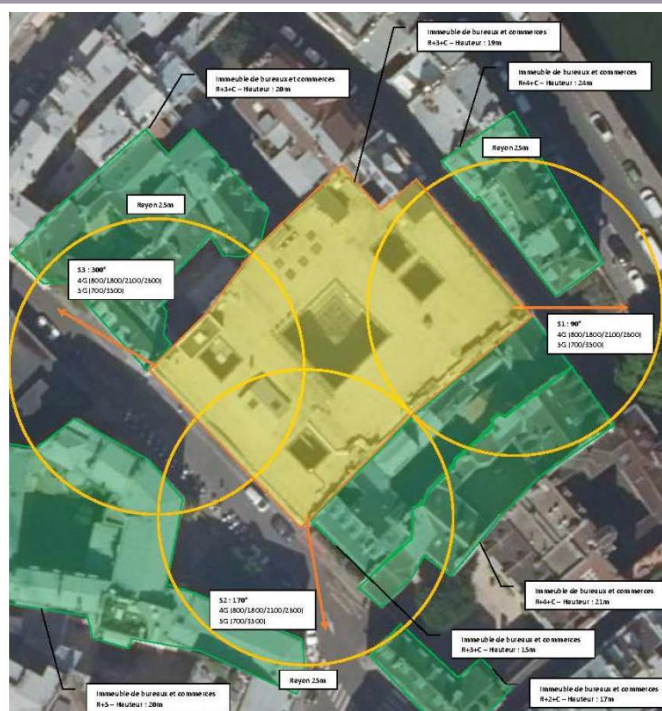 Immeuble de bureaux et commerces
R+3+C – Hauteur : 19m
Immeuble de bureaux et commerces
R+3+C – Hauteur : 20m
Immeuble de bureaux et commerces
R+4+C – Hauteur : 24m
Rayon 25m
Rayon 25m
S3 : 300°
4G (800/1800/2100/2600)
5G (700/3500)
S1 : 90°
4G (800/1800/2100/2600)
5G (700/3500)
S2 : 170°
4G (800/1800/2100/2600)
5G (700/3500)
Immeuble de bureaux et commerces
R+4+C – Hauteur : 21m
Immeuble de bureaux et commerces
R+3+C – Hauteur : 15m
Rayon 25m
Immeuble de bureaux et commerces
R+5 – Hauteur : 20m
Immeuble de bureaux et commerces
R+2+C – Hauteur : 17m